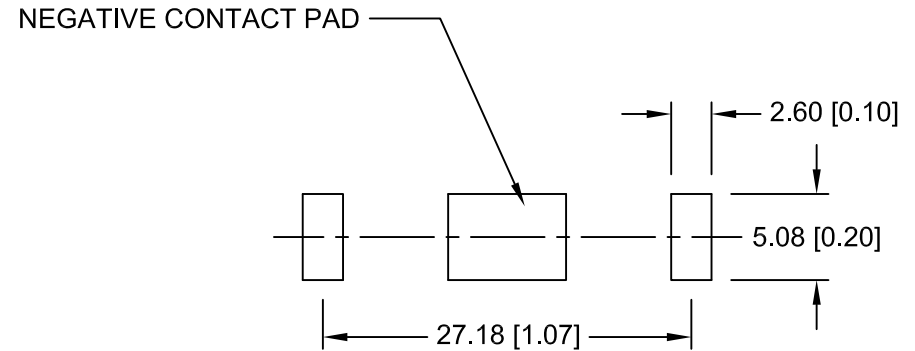 NEGATIVE CONTACT PAD
2.60 [0.10]
5.08 [0.20]
27.18 [1.07]